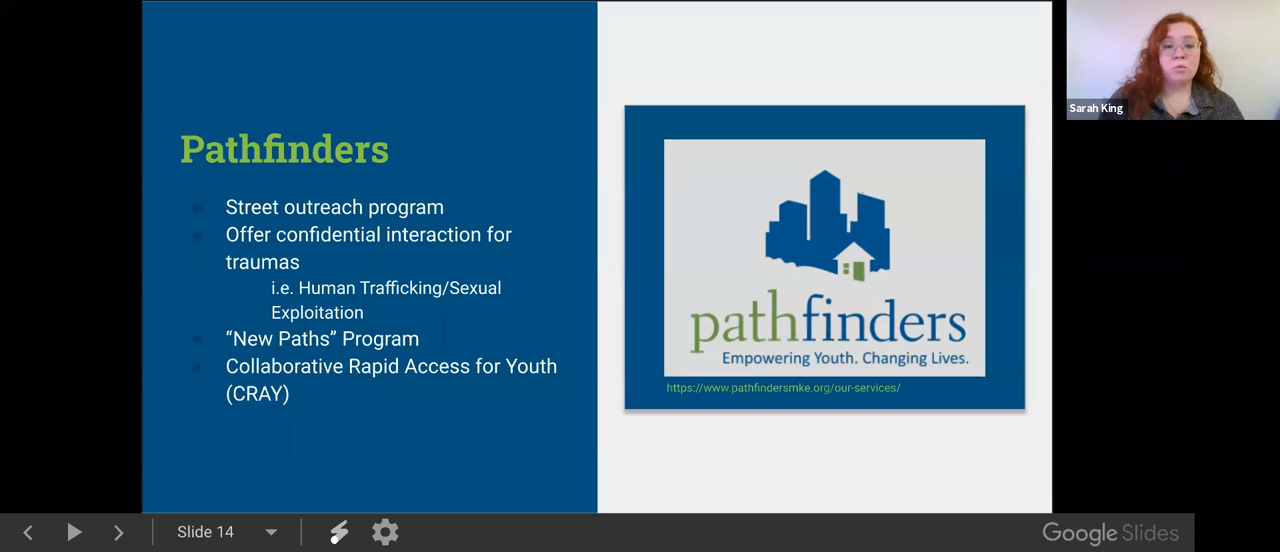 Pathfinders
Street outreach program
Offer confidential interaction for
traumas
i.e. Human Trafficking/Sexual
Exploitation
“New Paths” Program
Collaborative Rapid Access for Youth
(CRAY)
pathfinders
Empowering Youth. Changing Lives.
https://www.pathfindersmke.org/our-services/
Sarah King
Slide 14
Google Slides